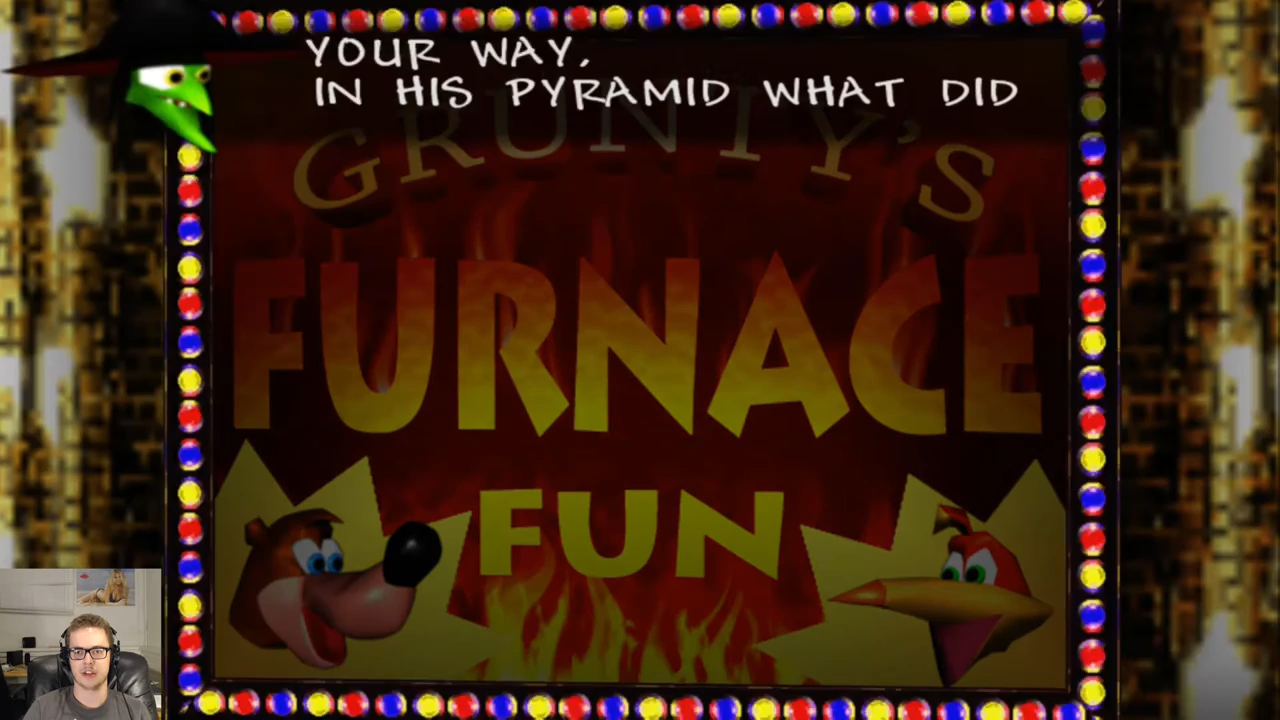 YOUR WAY,
IN HIS PYRAMID WHAT DID
GRUNTY'S
FURNACE
FUN